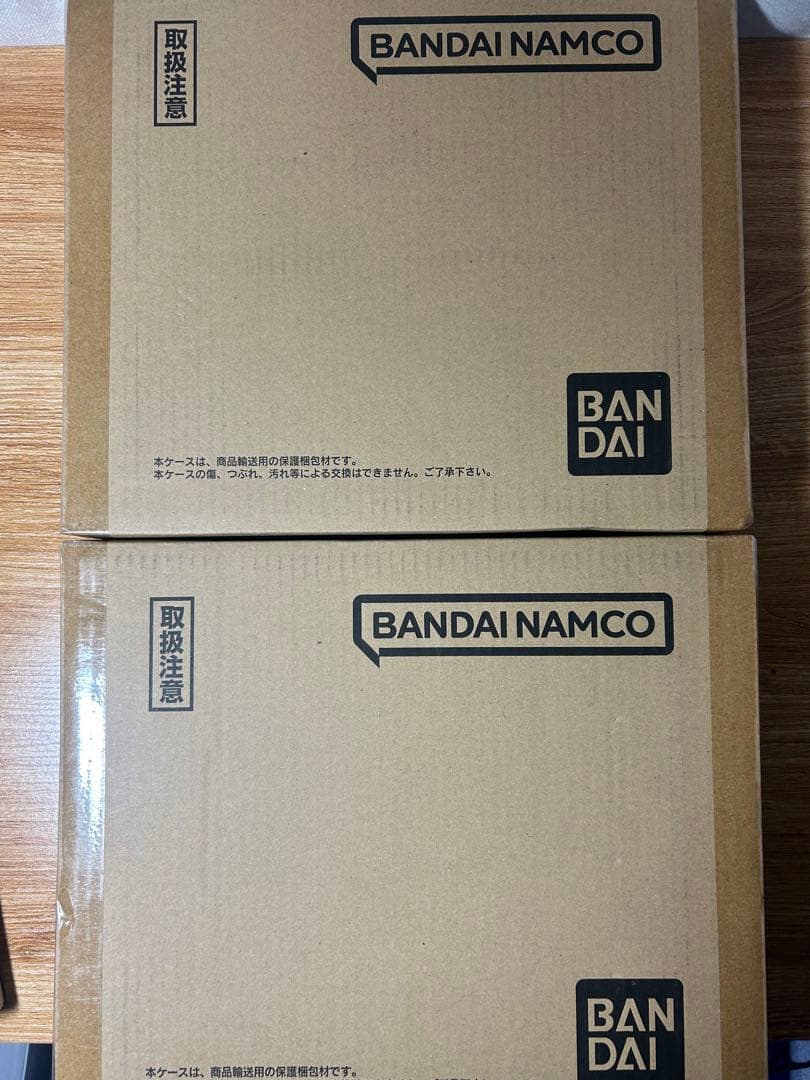 取扱注意
BANDAI NAMCO
BAN
DAI
本ケースは、商品輸送用の保護梱包材です。
本ケースの傷、つぶれ、汚れ等による交換はできません。ご了承下さい。
取扱注意
BANDAI NAMCO
BAN
DAI
本ケースは、商品輸送用の保護梱包材です。